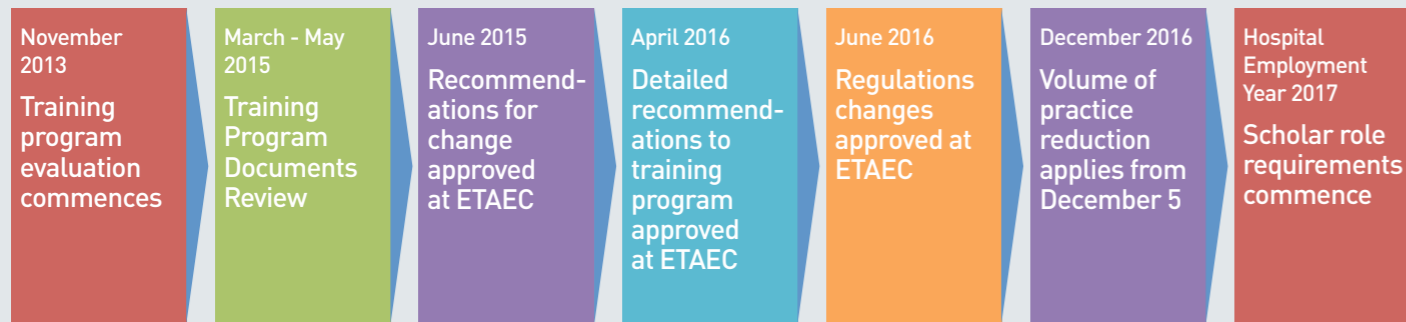 November
2013
Training
program
evaluation
commences
March - May
2015
Training
Program
Documents
Review
June 2015
Recommend-
ations for
change
approved
at ETAEC
April 2016
Detailed
recommend-
ations to
training
program
approved
at ETAEC
June 2016
Regulations
changes
approved at
ETAEC
December 2016
Volume of
practice
reduction
applies from
December 5
Hospital
Employment
Year 2017
Scholar role
requirements
commence